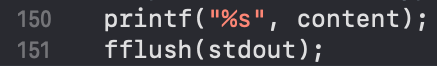 150 printf("%s", content);
151 fflush(stdout);